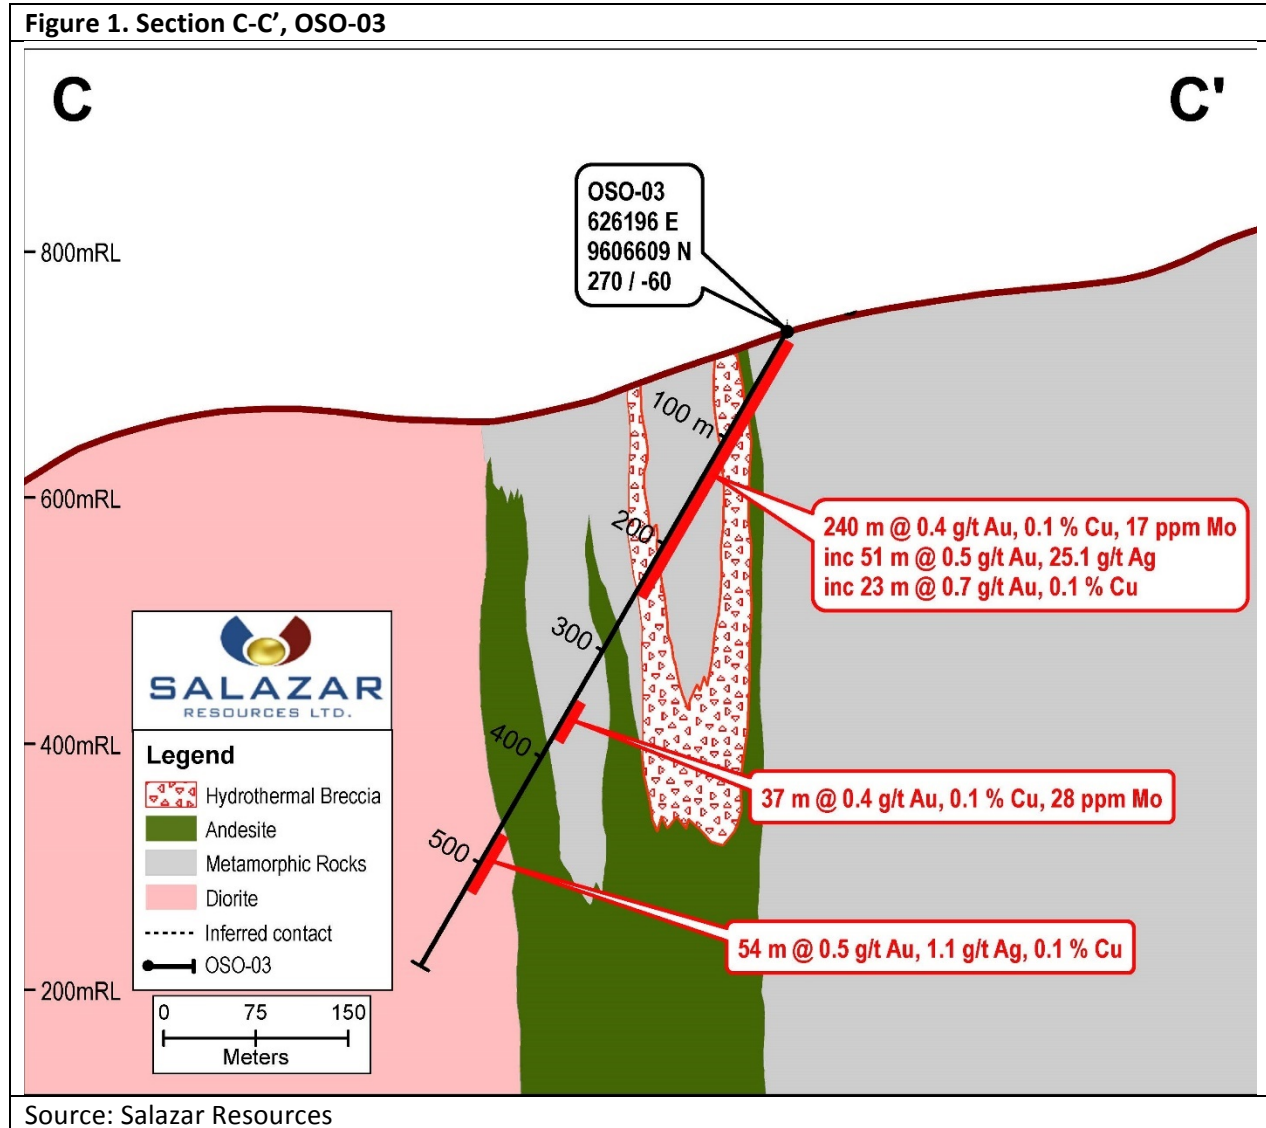 Figure 1. Section C-C’, OSO-03
C
C'
OSO-03
626196 E
9606609 N
270 / -60
800mRL
600mRL
400mRL
200mRL
100 m
200
300
400
500
240 m @ 0.4 g/t Au, 0.1 % Cu, 17 ppm Mo
inc 51 m @ 0.5 g/t Au, 25.1 g/t Ag
inc 23 m @ 0.7 g/t Au, 0.1 % Cu
37 m @ 0.4 g/t Au, 0.1 % Cu, 28 ppm Mo
54 m @ 0.5 g/t Au, 1.1 g/t Ag, 0.1 % Cu
SALAZAR
RESOURCES LTD.
Legend
Hydrothermal Breccia
Andesite
Metamorphic Rocks
Diorite
Inferred contact
OSO-03
0 75 150
Meters
Source: Salazar Resources